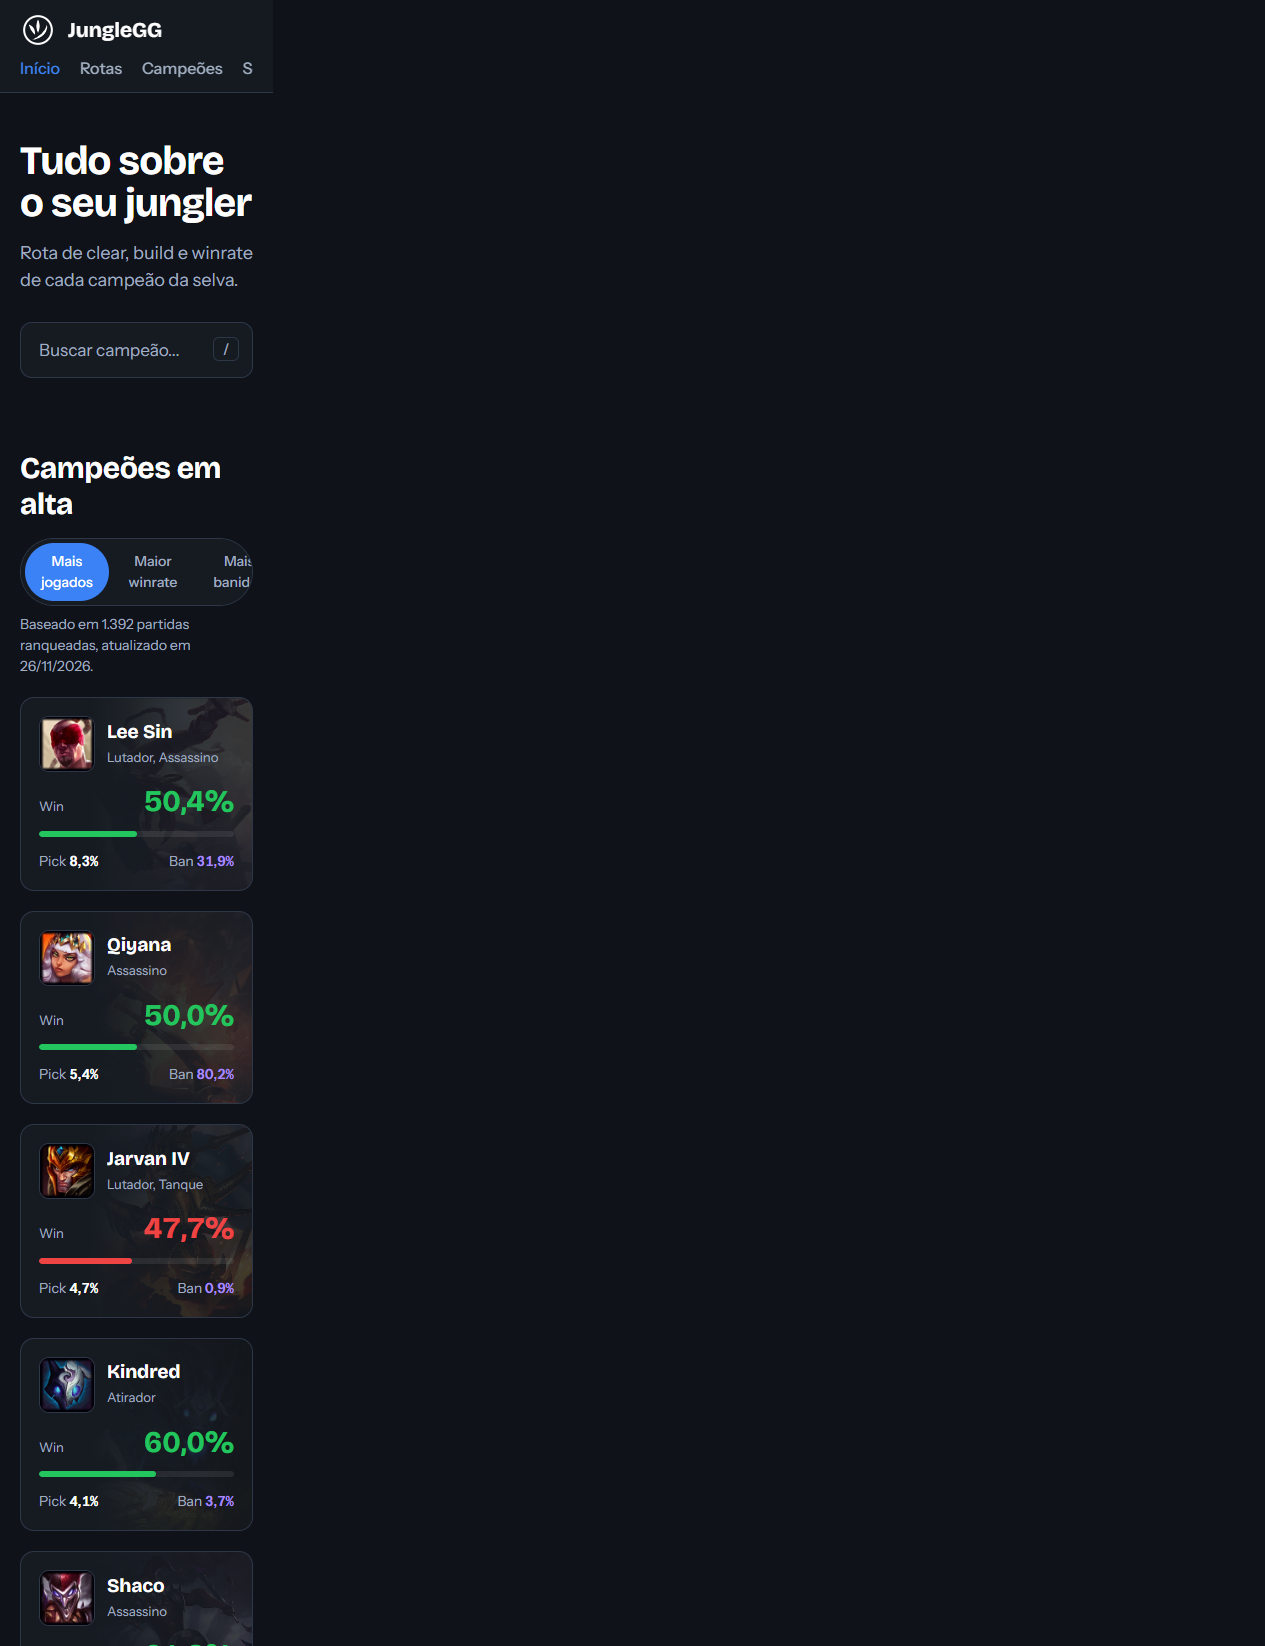 JungleGG
Início Rotas Campeões S
Tudo sobre
o seu jungler
Rota de clear, build e winrate
de cada campeão da selva.
Buscar campeão... /
Campeões em
alta
Mais
jogados
Maior
winrate
Mais
banid
Baseado em 1.392 partidas
ranqueadas, atualizado em
26/11/2026.
Lee Sin
Lutador, Assassino
Win 50,4%
Pick 8,3% Ban 31,9%
Qiyana
Assassino
Win 50,0%
Pick 5,4% Ban 80,2%
Jarvan IV
Lutador, Tanque
Win 47,7%
Pick 4,7% Ban 0,9%
Kindred
Atirador
Win 60,0%
Pick 4,1% Ban 3,7%
Shaco
Assassino